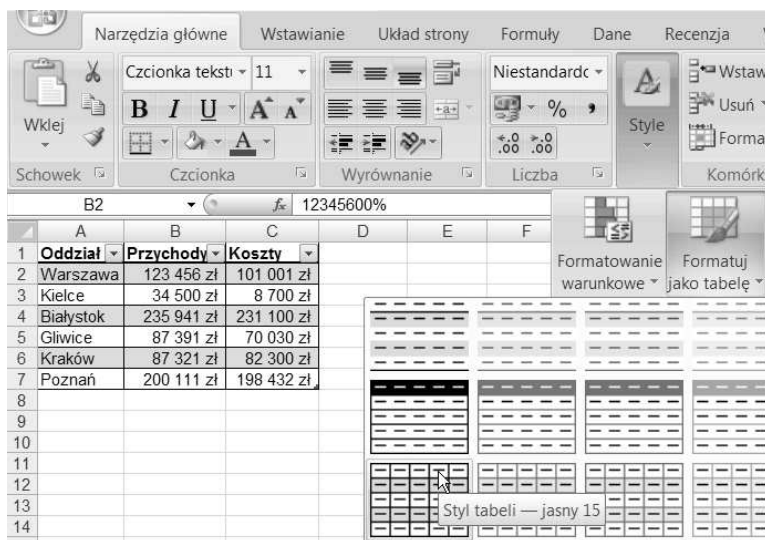 Narzędzia główne Wstawianie Układ strony Formuły Dane Recenzja
Wklej
Czcionka tekstu 11
B I U A A
A
Niestandardo
% ,
Style
Wstaw
Usuń
Forma
Schowek Czcionka Wyrównanie Liczba Komórk
B2 fx 12345600%
Formatowanie warunkowe
Formatuj jako tabelę
A B C D E F
1 Oddział Przychody Koszty
2 Warszawa 123 456 zł 101 001 zł
3 Kielce 34 500 zł 8 700 zł
4 Białystok 235 941 zł 231 100 zł
5 Gliwice 87 391 zł 70 030 zł
6 Kraków 87 321 zł 82 300 zł
7 Poznań 200 111 zł 198 432 zł
8
9
10
11
12
13
14
Styl tabeli — jasny 15